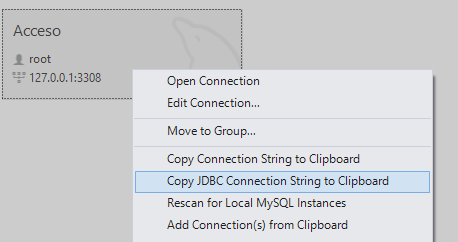 Acceso
root
127.0.0.1:3308
Open Connection
Edit Connection...
Move to Group...
Copy Connection String to Clipboard
Copy JDBC Connection String to Clipboard
Rescan for Local MySQL Instances
Add Connection(s) from Clipboard